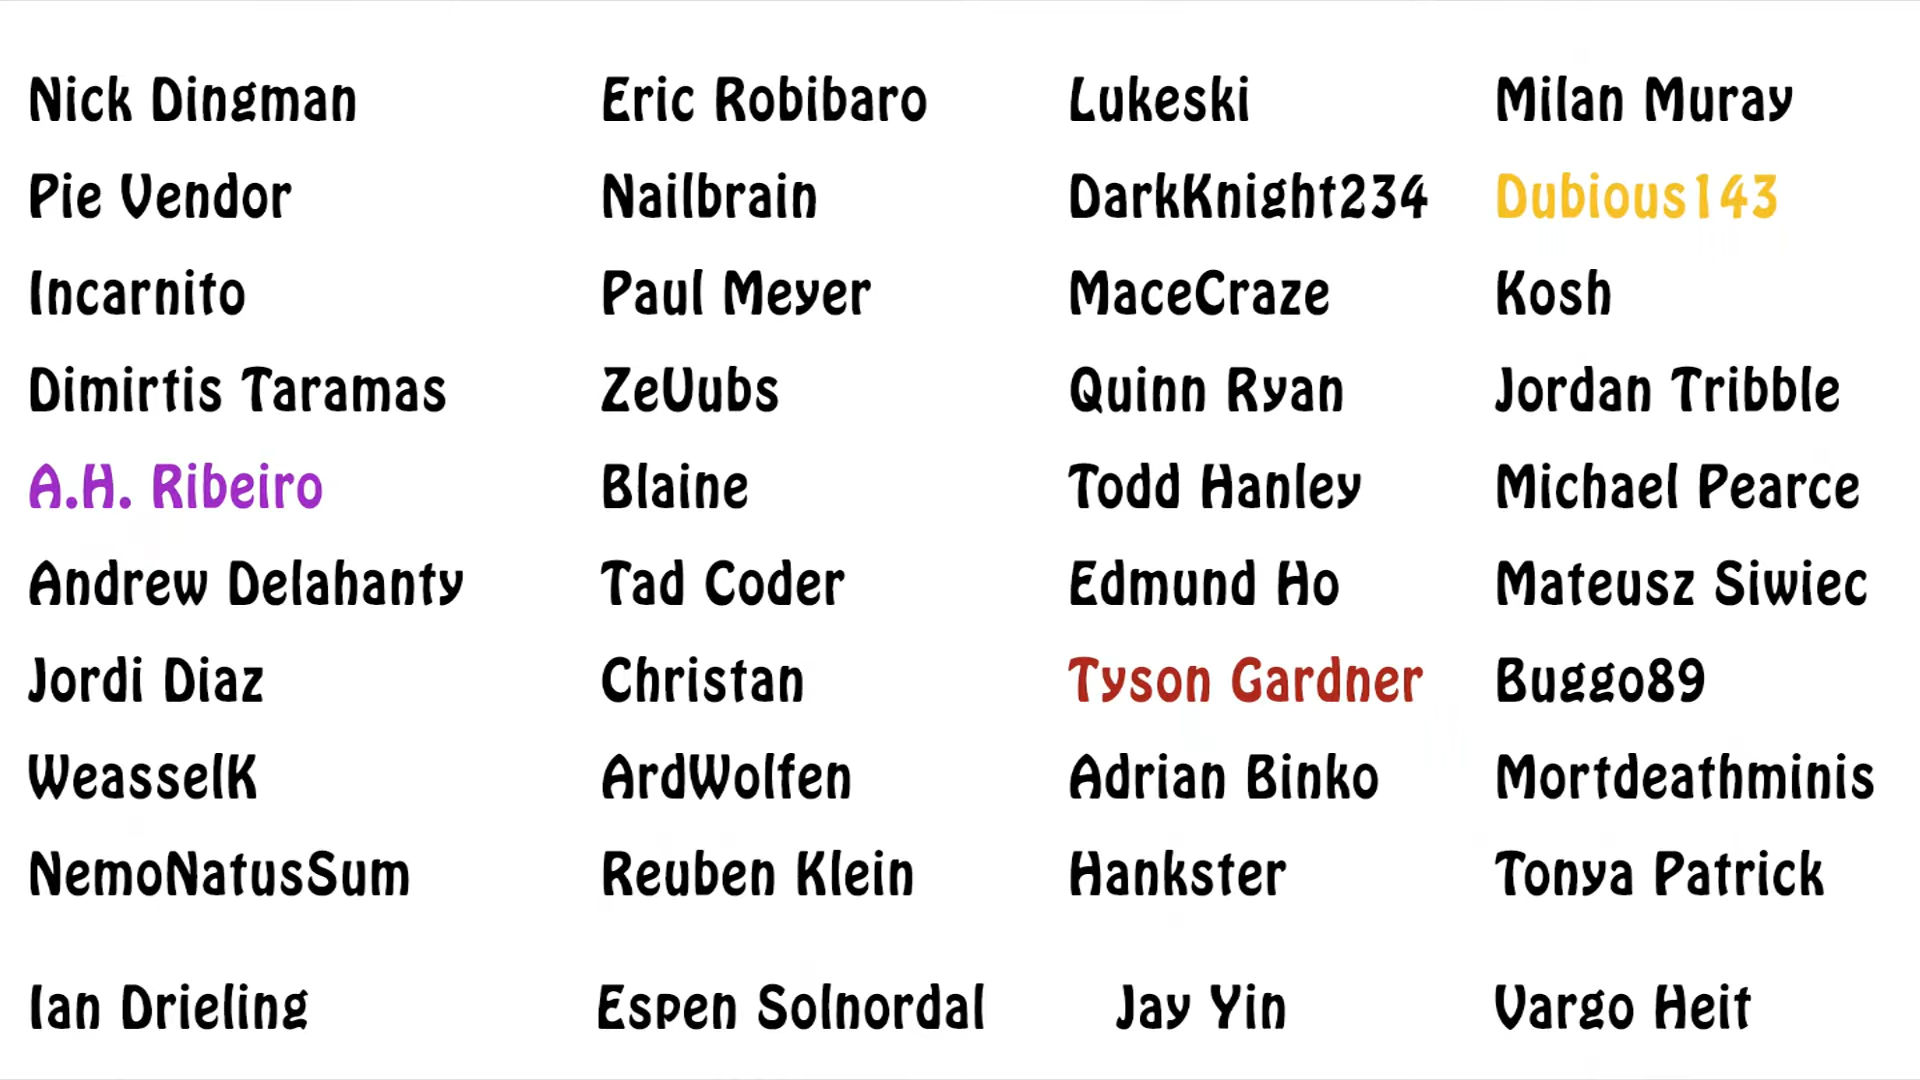 Nick Dingman
Eric Robibaro
Lukeski
Milan Muray
Pie Vendor
Nailbrain
DarkKnight234
Dubious143
Incarnito
Paul Meyer
MaceCraze
Kosh
Dimirtis Taramas
ZeUubs
Quinn Ryan
Jordan Tribble
A.H. Ribeiro
Blaine
Todd Hanley
Michael Pearce
Andrew Delahanty
Tad Coder
Edmund Ho
Mateusz Siwiec
Jordi Diaz
Christan
Tyson Gardner
Buggo89
WeasselK
ArdWolfen
Adrian Binko
Mortdeathminis
NemoNatusSum
Reuben Klein
Hankster
Tonya Patrick
Ian Drieling
Espen Solnordal
Jay Yin
Vargo Heit